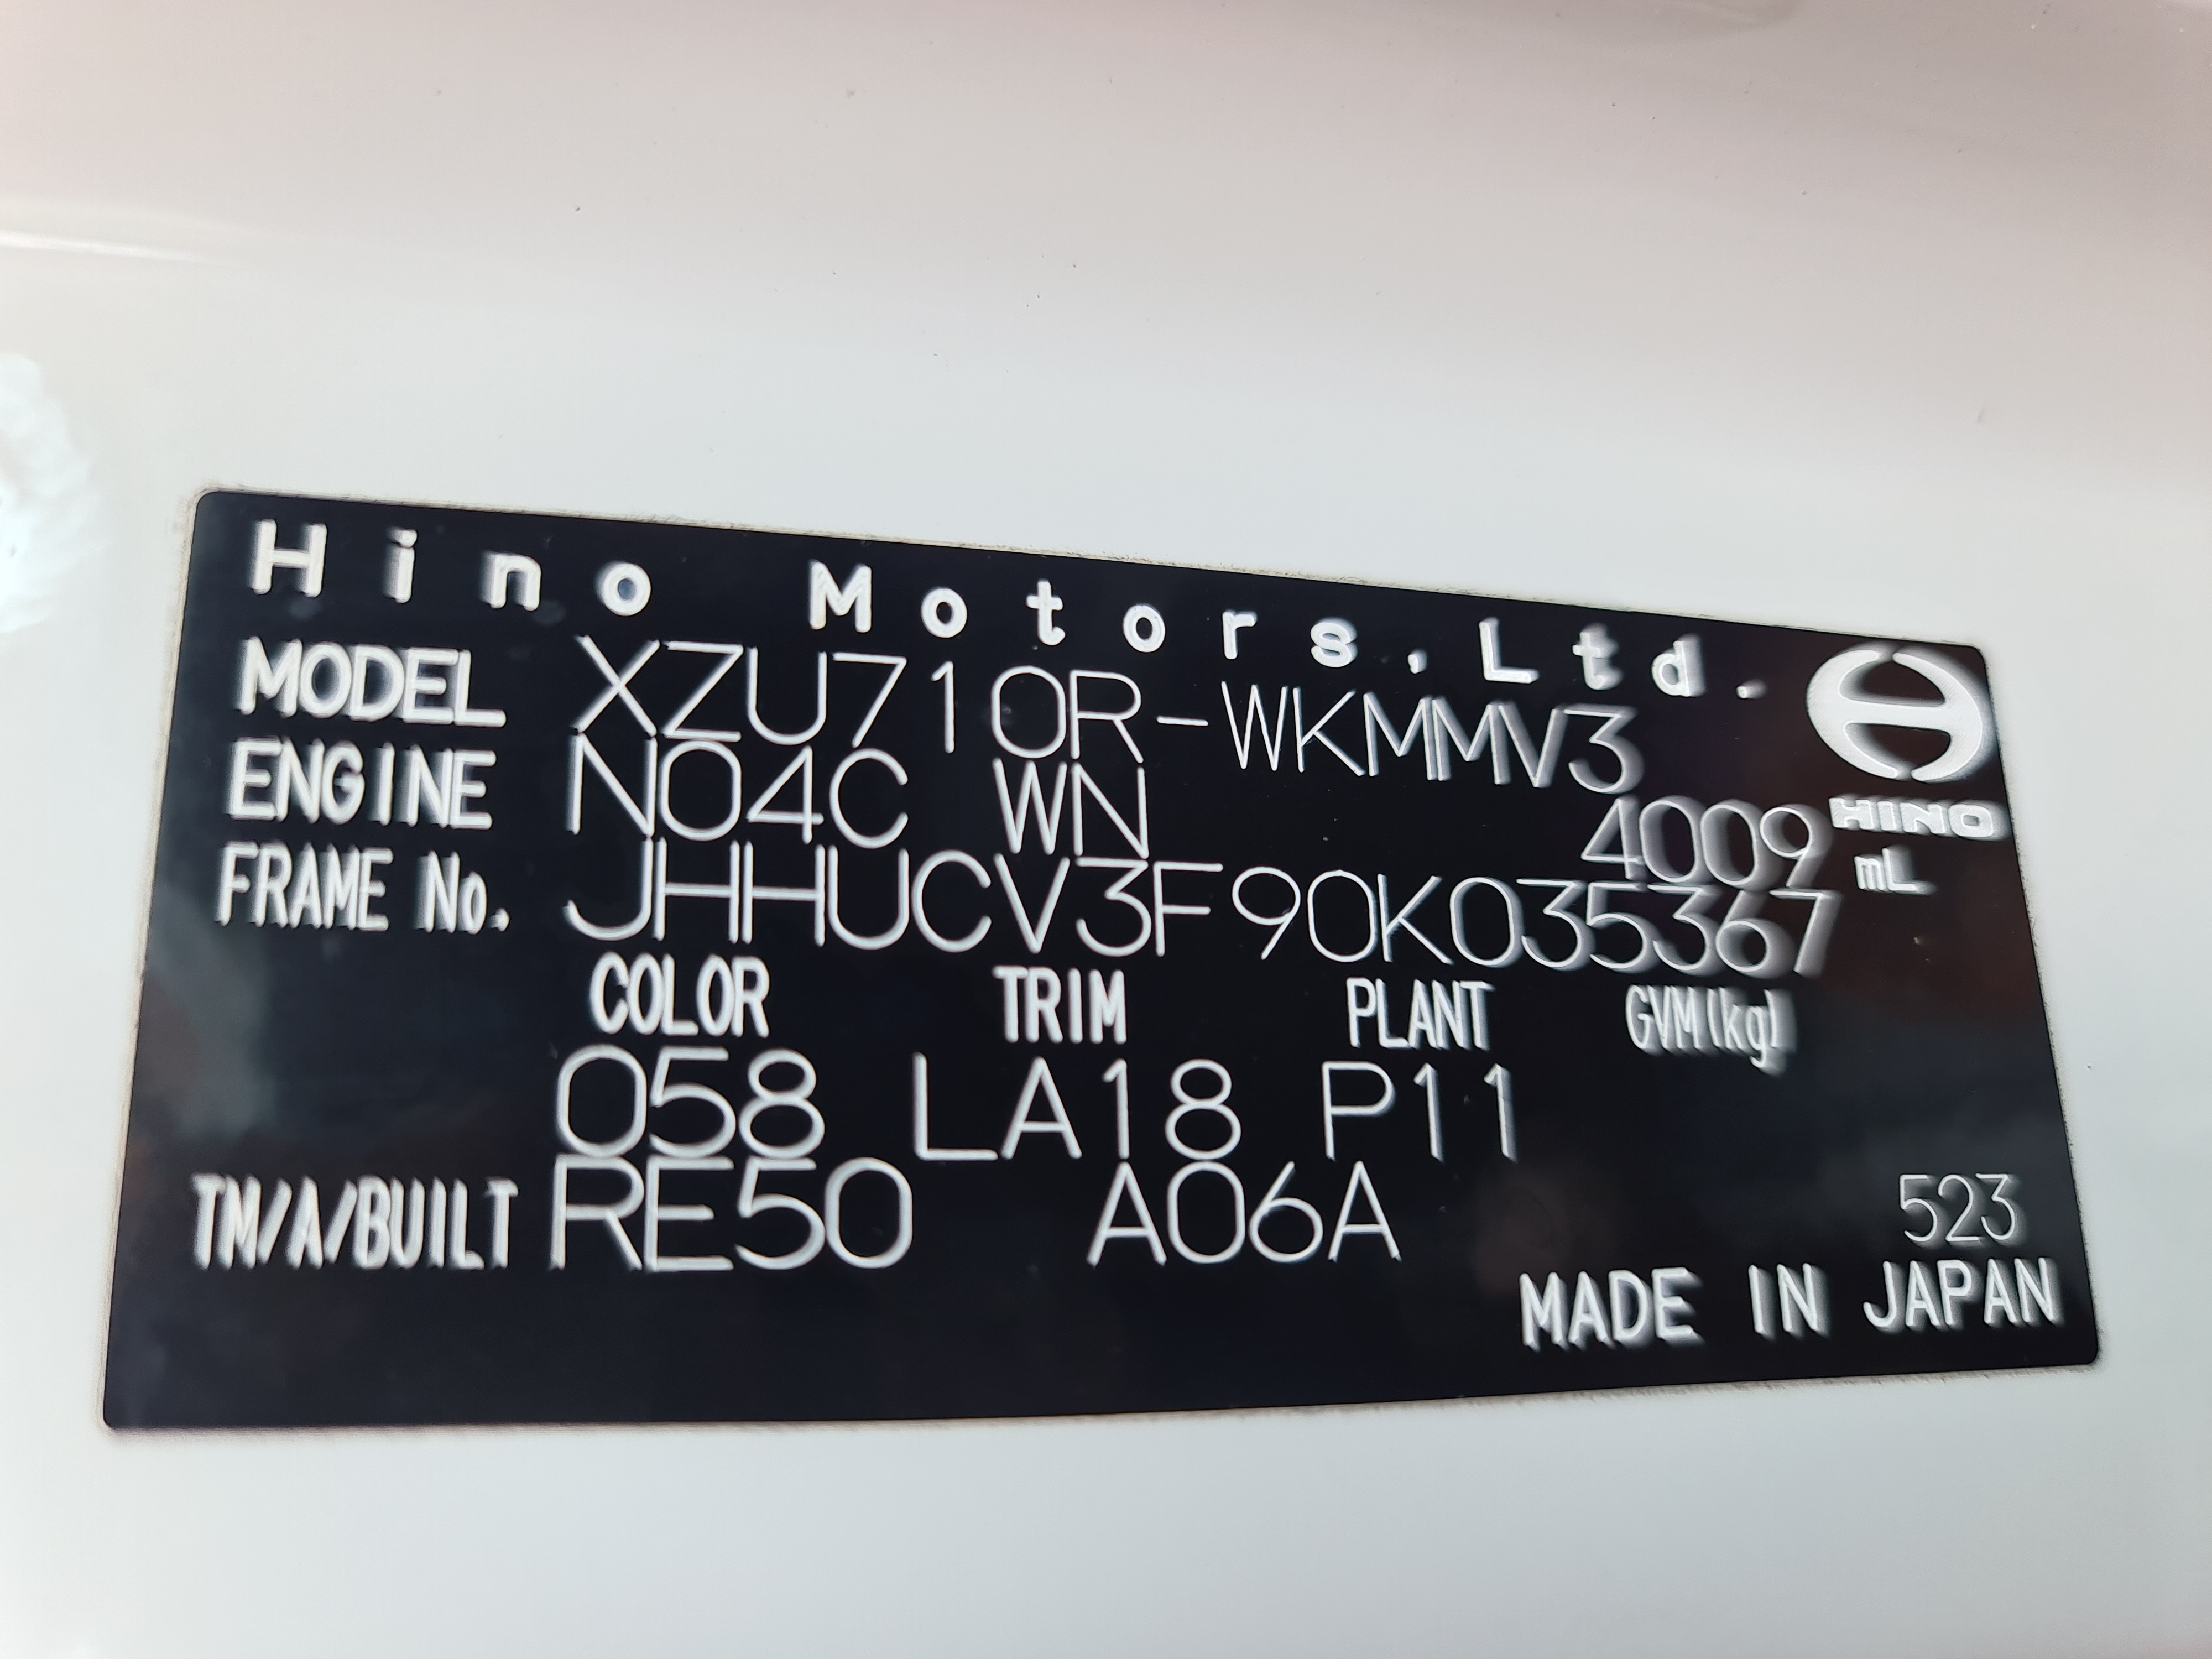 Hino Motors,Ltd.
MODEL XZU710R-WKMMV3
HINO
ENGINE N04C WN 4009 mL
FRAME No. JHHUCV3F90K035367
COLOR TRIM PLANT GVM(kg)
058 LA18 P11
TM/A/BUILT RE50 A06A 523
MADE IN JAPAN